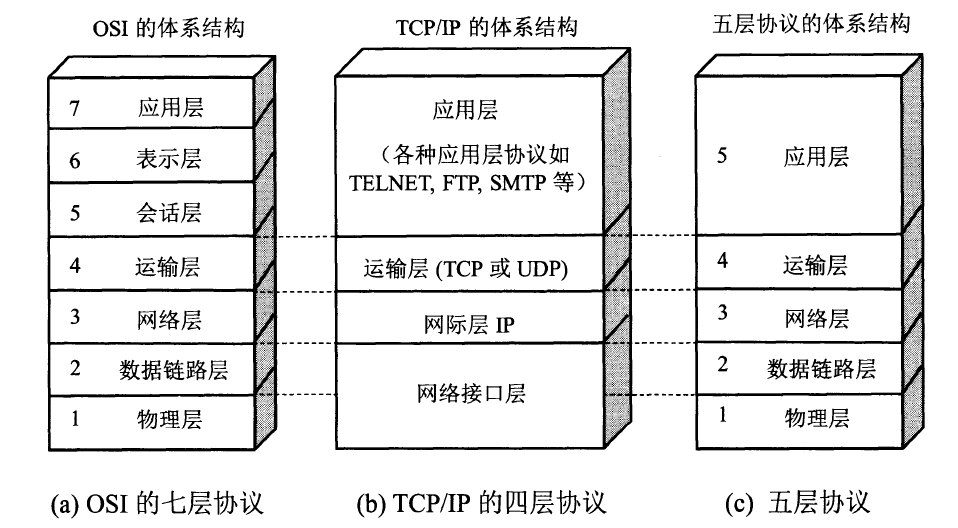 OSI 的体系结构
7 应用层
6 表示层
5 会话层
4 运输层
3 网络层
2 数据链路层
1 物理层
(a) OSI 的七层协议
TCP/IP 的体系结构
应用层
（各种应用层协议如
TELNET, FTP, SMTP 等）
运输层 (TCP 或 UDP)
网际层 IP
网络接口层
(b) TCP/IP 的四层协议
五层协议的体系结构
5 应用层
4 运输层
3 网络层
2 数据链路层
1 物理层
(c) 五层协议